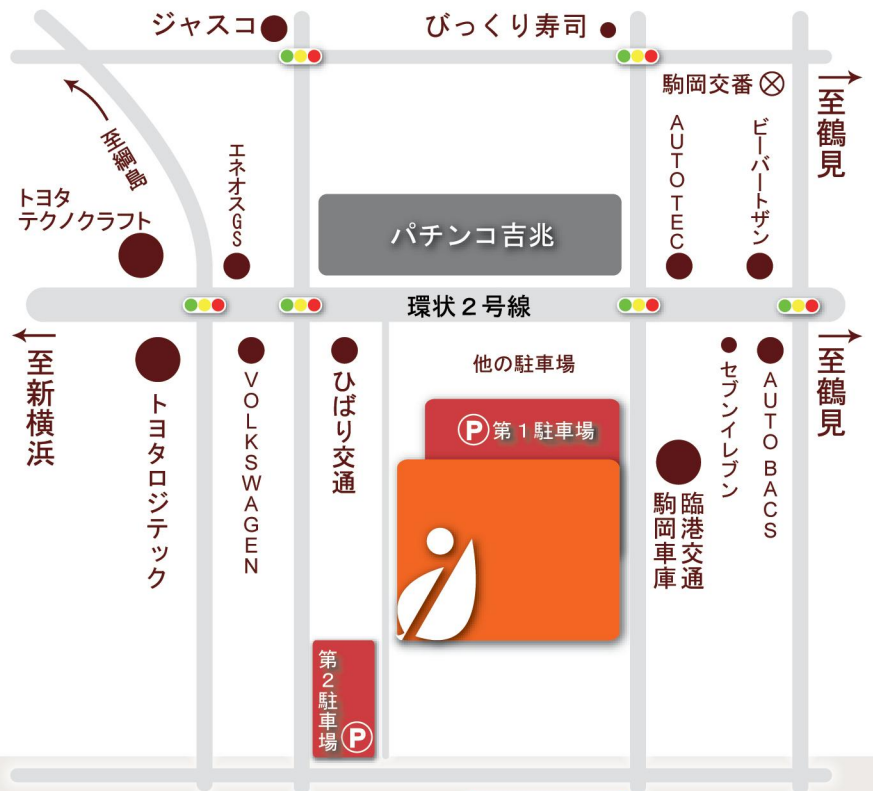 ジャスコ
びっくり寿司
駒岡交番
至鶴見
至綱島
エネオスGS
AUTO TEC
ビーバートザン
トヨタ
テクノクラフト
パチンコ吉兆
環状2号線
至新横浜
至鶴見
トヨタロジテック
VOLKSWAGEN
ひばり交通
他の駐車場
P 第1駐車場
セブンイレブン
AUTO BACS
臨港交通
駒岡車庫
第2駐車場 P